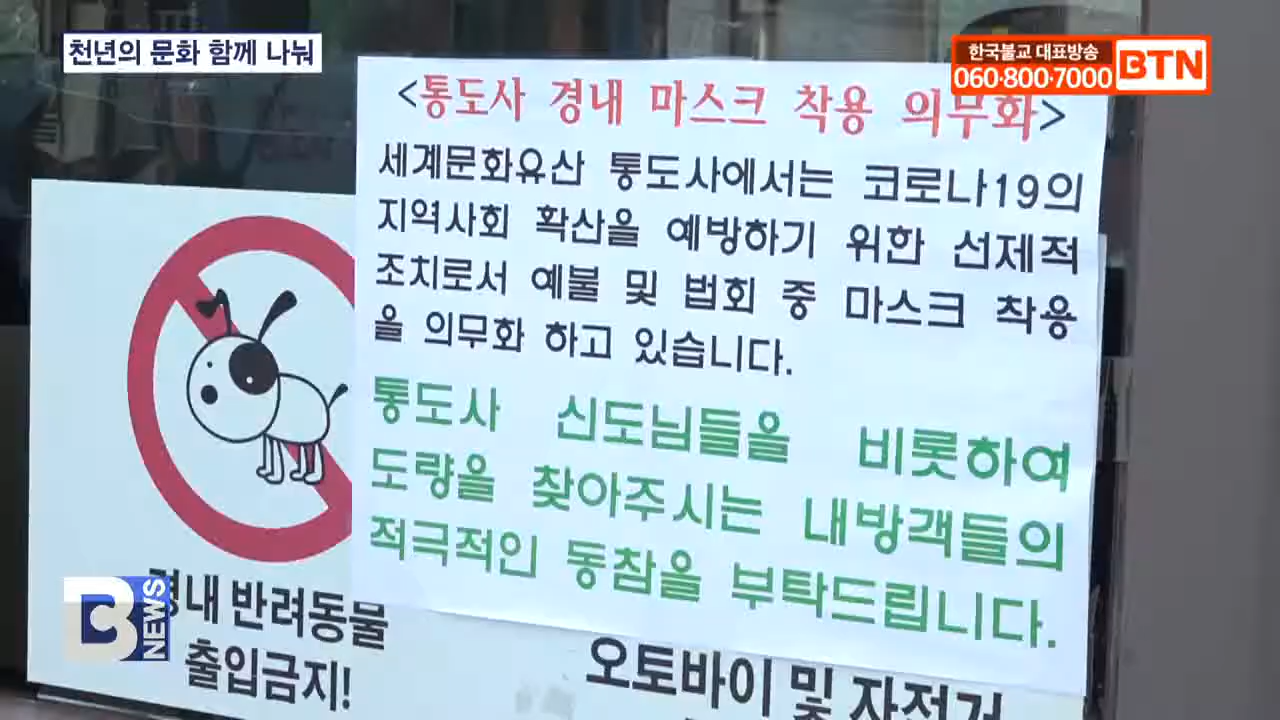 천년의 문화 함께 나눠
한국불교 대표방송
060·800·7000
BTN
<통도사 경내 마스크 착용 의무화>
세계문화유산 통도사에서는 코로나19의
지역사회 확산을 예방하기 위한 선제적
조치로서 예불 및 법회 중 마스크 착용
을 의무화 하고 있습니다.
통도사 신도님들을 비롯하여
도량을 찾아주시는 내방객들의
적극적인 동참을 부탁드립니다.
경내 반려동물
출입금지!
오토바이 및 자전거
B NEWS